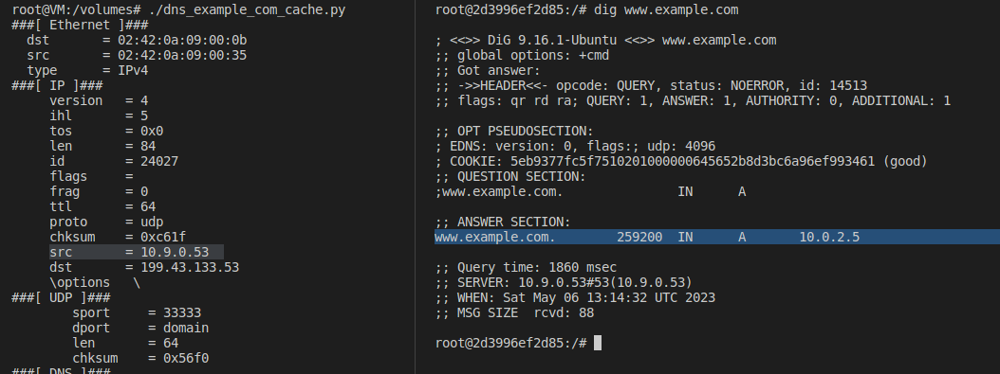 root@VM:/volumes# ./dns_example_com_cache.py
###[ Ethernet ]###
  dst       = 02:42:0a:09:00:0b
  src       = 02:42:0a:09:00:35
  type      = IPv4
###[ IP ]###
     version   = 4
     ihl       = 5
     tos       = 0x0
     len       = 84
     id        = 24027
     flags     =
     frag      = 0
     ttl       = 64
     proto     = udp
     chksum    = 0xc61f
     src       = 10.9.0.53
     dst       = 199.43.133.53
     \options   \
###[ UDP ]###
        sport     = 33333
        dport     = domain
        len       = 64
        chksum    = 0x56f0
###[ DNS ]###
root@2d3996ef2d85:/# dig www.example.com
; <<>> DiG 9.16.1-Ubuntu <<>> www.example.com
;; global options: +cmd
;; Got answer:
;; ->>HEADER<<- opcode: QUERY, status: NOERROR, id: 14513
;; flags: qr rd ra; QUERY: 1, ANSWER: 1, AUTHORITY: 0, ADDITIONAL: 1
;; OPT PSEUDOSECTION:
; EDNS: version: 0, flags:; udp: 4096
; COOKIE: 5eb9377fc5f7510201000000645652b8d3bc6a96ef993461 (good)
;; QUESTION SECTION:
;www.example.com.               IN      A
;; ANSWER SECTION:
www.example.com.        259200  IN      A       10.0.2.5
;; Query time: 1860 msec
;; SERVER: 10.9.0.53#53(10.9.0.53)
;; WHEN: Sat May 06 13:14:32 UTC 2023
;; MSG SIZE  rcvd: 88
root@2d3996ef2d85:/#